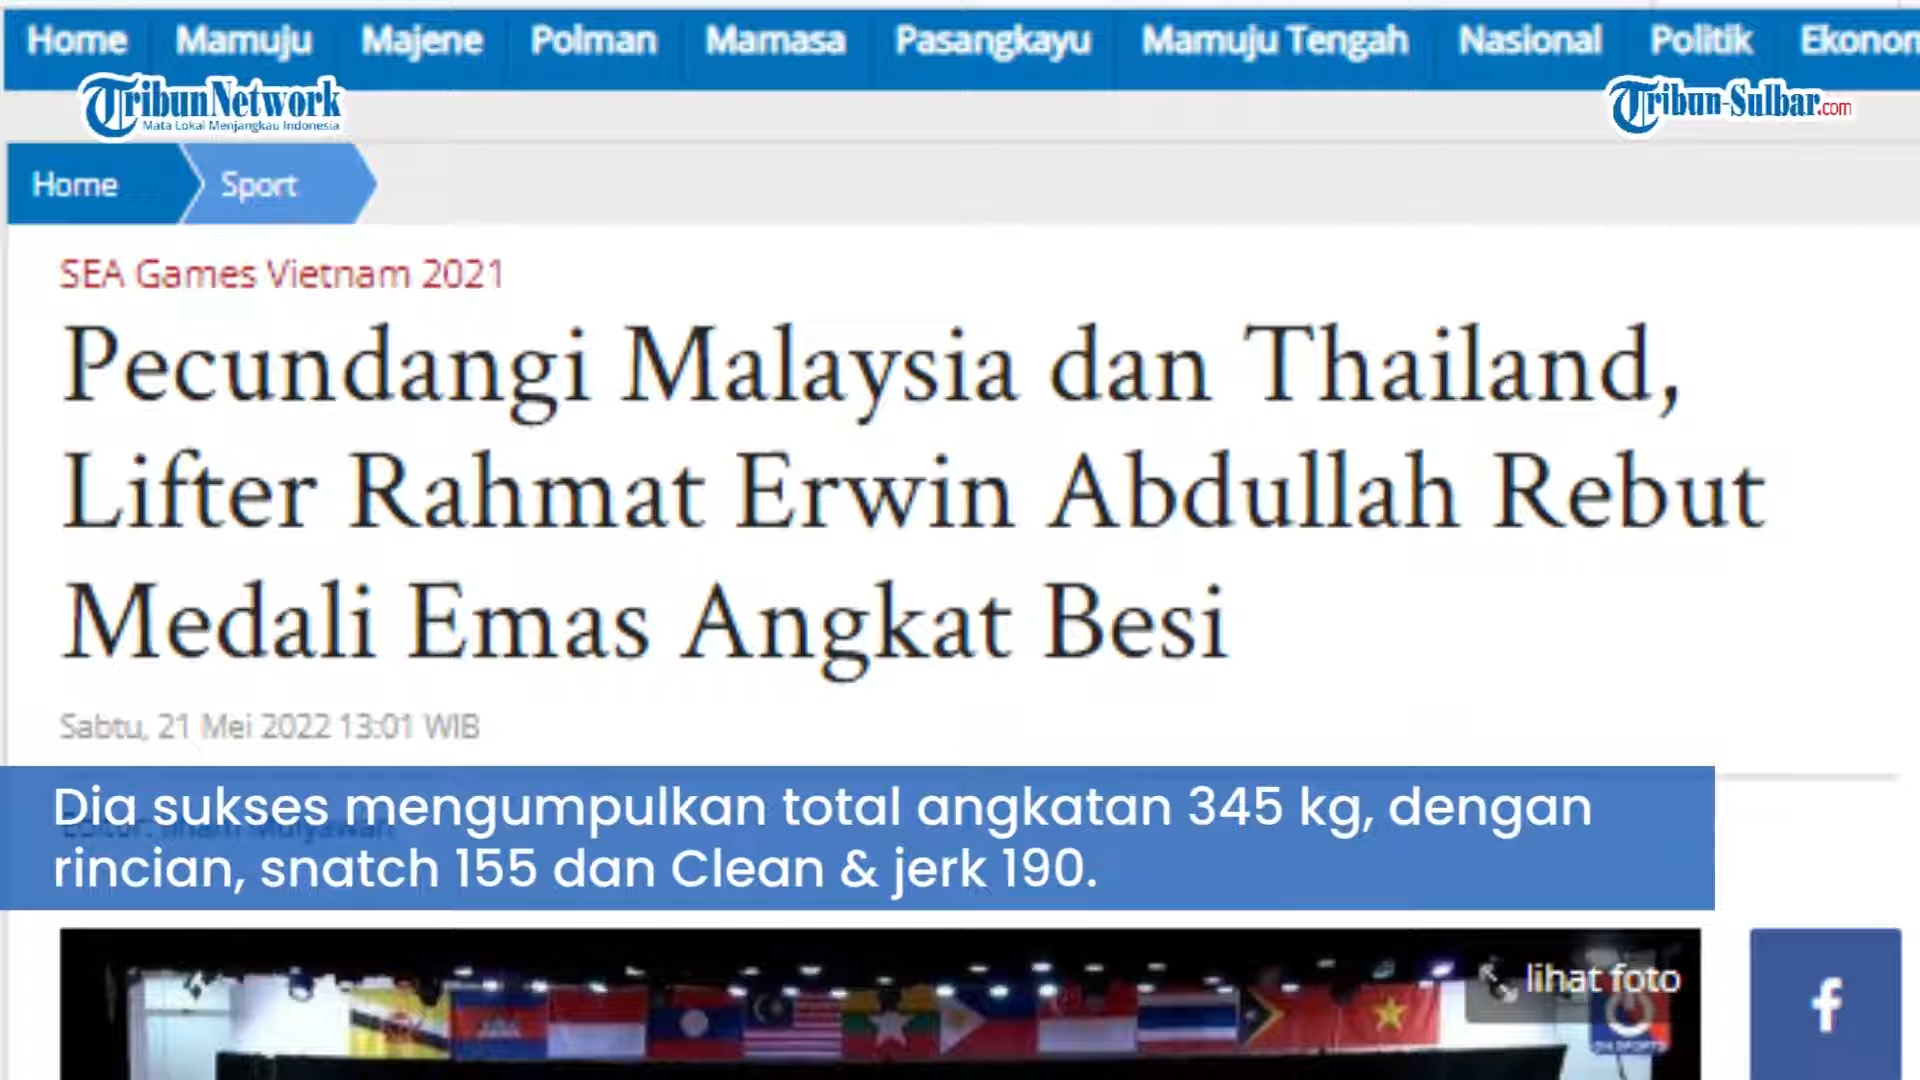 Home Mamuju Majene Polman Mamasa Pasangkayu Mamuju Tengah Nasional Politik Ekonom
Tribun Network
Mata Lokal Menjangkau Indonesia
Tribun-Sulbar.com
Home Sport
SEA Games Vietnam 2021
Pecundangi Malaysia dan Thailand,
Lifter Rahmat Erwin Abdullah Rebut
Medali Emas Angkat Besi
Sabtu, 21 Mei 2022 13:01 WIB
Dia sukses mengumpulkan total angkatan 345 kg, dengan
rincian, snatch 155 dan Clean & jerk 190.
lihat foto
f